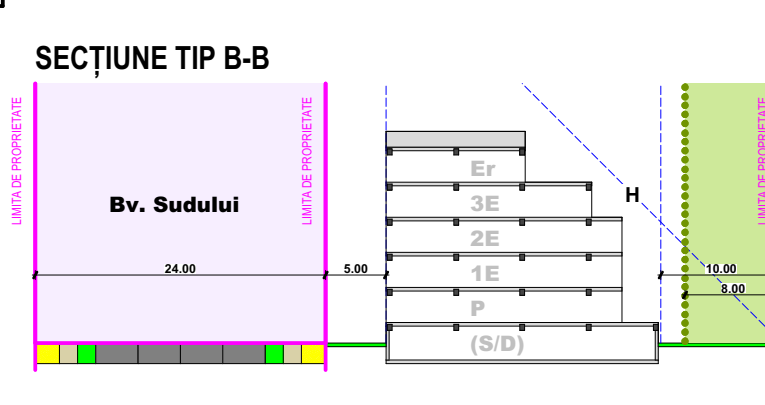 SECȚIUNE TIP B-B
LIMITA DE PROPRIETATE
LIMITA DE PROPRIETATE
LIMITA DE PROPRIETATE
Bv. Sudului
Er
3E
H
2E
24.00
5.00
1E
10.00
8.00
P
(S/D)